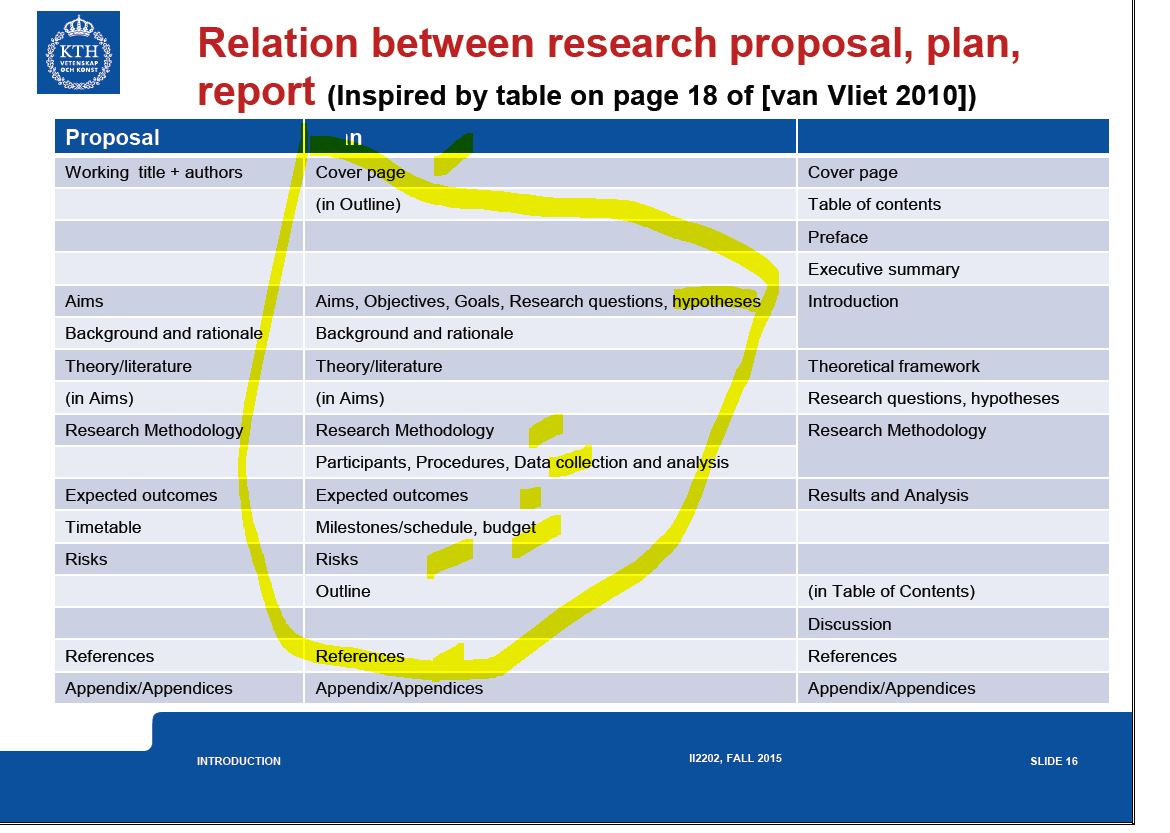 KTH
VETENSKAP
OCH KONST
Relation between research proposal, plan,
report (Inspired by table on page 18 of [van Vliet 2010])
Proposal an
Working title + authors Cover page Cover page
(in Outline) Table of contents
Preface
Executive summary
Aims Aims, Objectives, Goals, Research questions, hypotheses Introduction
Background and rationale Background and rationale
Theory/literature Theory/literature Theoretical framework
(in Aims) (in Aims) Research questions, hypotheses
Research Methodology Research Methodology Research Methodology
Participants, Procedures, Data collection and analysis
Expected outcomes Expected outcomes Results and Analysis
Timetable Milestones/schedule, budget
Risks Risks
Outline (in Table of Contents)
Discussion
References References References
Appendix/Appendices Appendix/Appendices Appendix/Appendices
INTRODUCTION II2202, FALL 2015 SLIDE 16